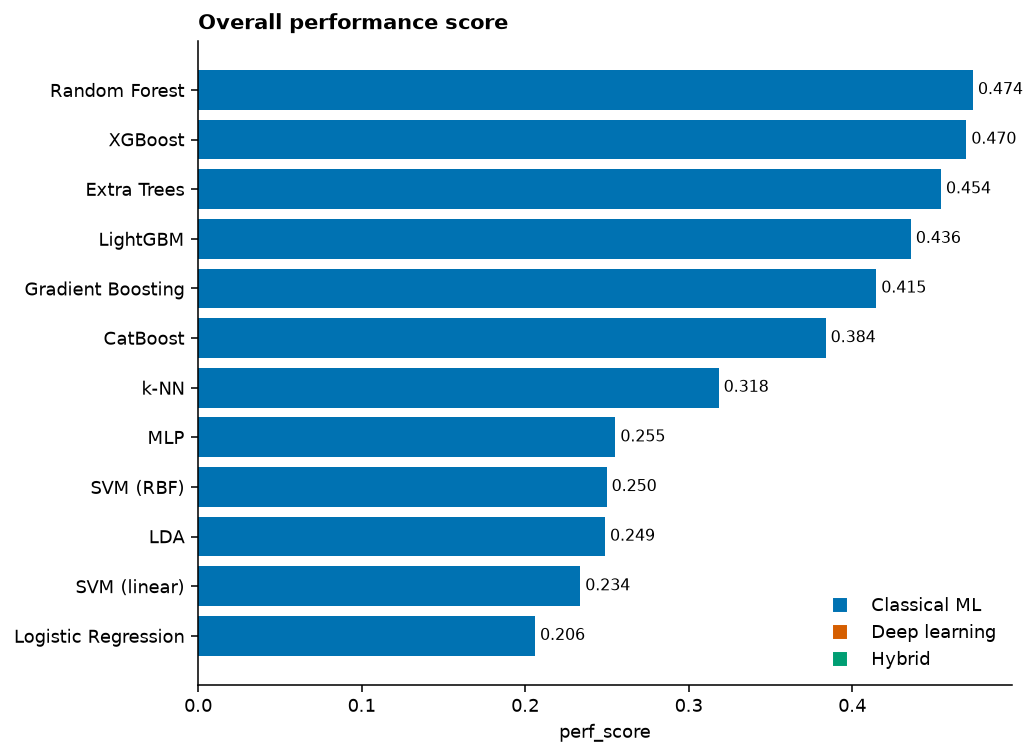 Overall performance score
Random Forest 0.474
XGBoost 0.470
Extra Trees 0.454
LightGBM 0.436
Gradient Boosting 0.415
CatBoost 0.384
k-NN 0.318
MLP 0.255
SVM (RBF) 0.250
LDA 0.249
SVM (linear) 0.234
Logistic Regression 0.206
Classical ML
Deep learning
Hybrid
0.0 0.1 0.2 0.3 0.4
perf_score